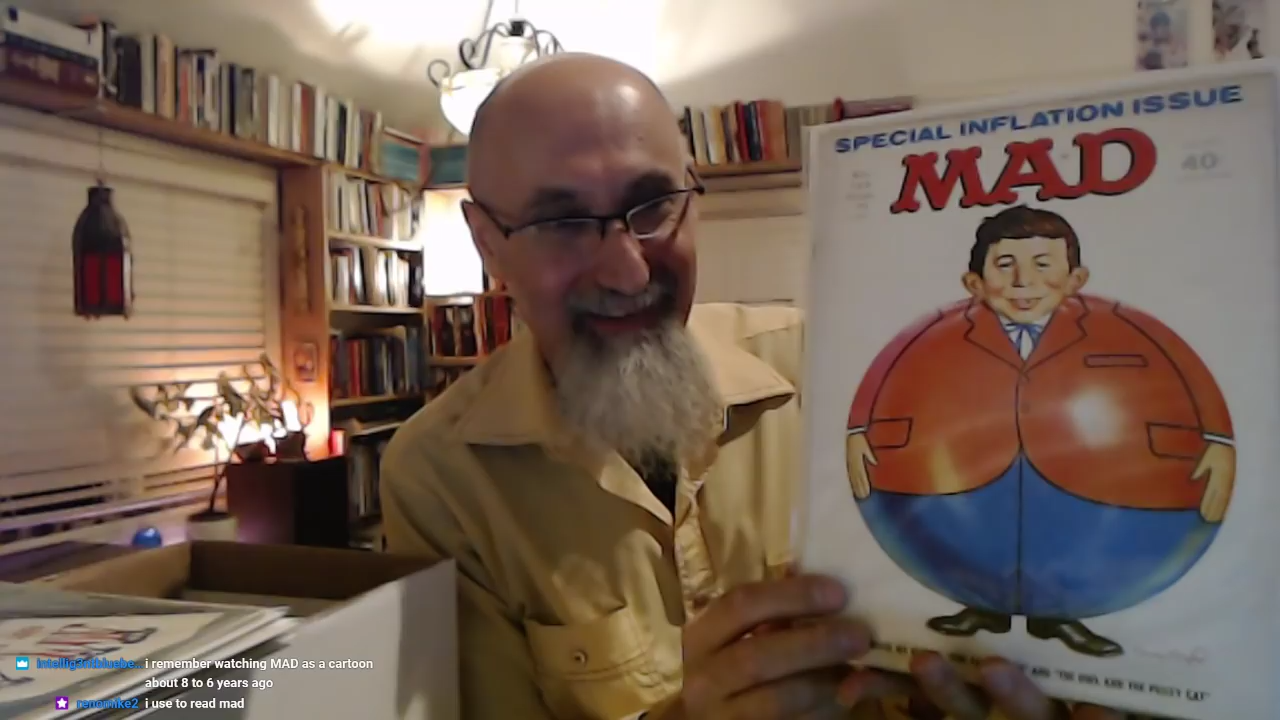 SPECIAL INFLATION ISSUE
MAD
40
AND "THE OWL AND THE PUSSY CAT"
i remember watching MAD as a cartoon
about 8 to 6 years ago
renomike2 i use to read mad